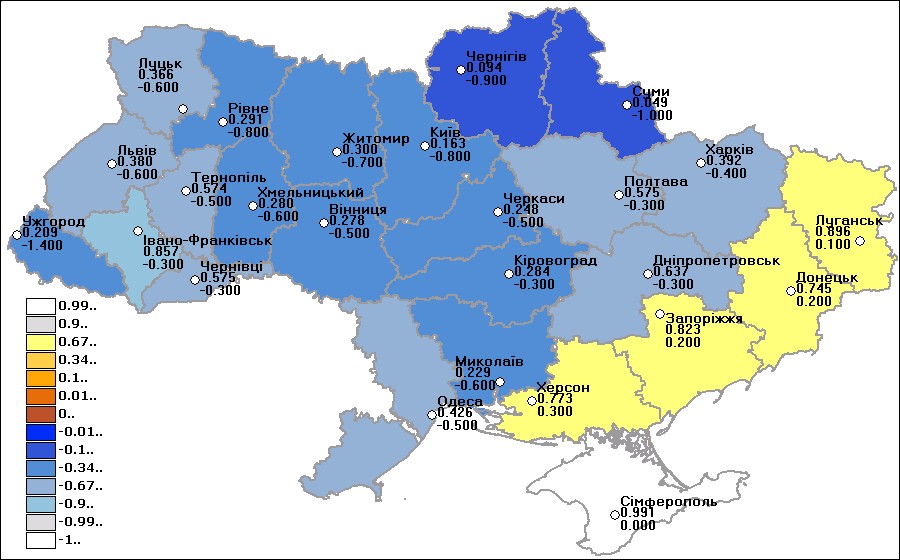 Чернігів
0.094
-0.900
Луцьк
0.366
-0.600
Суми
0.049
-1.000
Рівне
0.291
-0.800
Житомир
0.300
-0.700
Київ
0.163
-0.800
Харків
0.392
-0.400
Львів
0.380
-0.600
Тернопіль
0.574
-0.500
Хмельницький
0.280
-0.600
Вінниця
0.278
-0.500
Черкаси
0.248
-0.500
Полтава
0.575
-0.300
Ужгород
0.209
-1.400
Івано-Франківськ
0.857
-0.300
Чернівці
0.575
-0.300
Кіровоград
0.284
-0.300
Дніпропетровськ
0.637
-0.300
Луганськ
0.896
0.100
Донецьк
0.745
0.200
Запоріжжя
0.823
0.200
Миколаїв
0.229
-0.600
Херсон
0.773
0.300
Одеса
0.426
-0.500
Сімферополь
0.991
0.000
0.99..
0.9..
0.67..
0.34..
0.1..
0.01..
0..
-0.01..
-0.1..
-0.34..
-0.67..
-0.9..
-0.99..
-1..